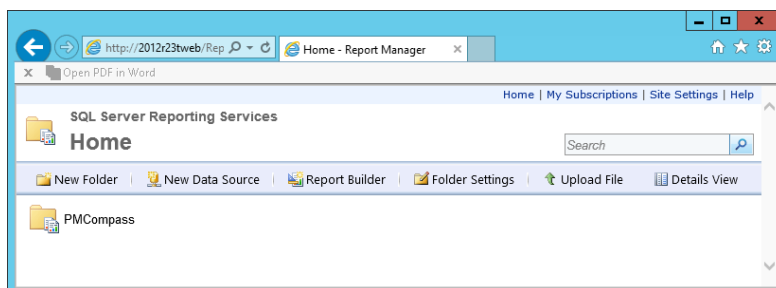 http://2012r23tweb/Rep
Home - Report Manager
x Open PDF in Word
Home | My Subscriptions | Site Settings | Help
SQL Server Reporting Services
Home
Search
New Folder | New Data Source | Report Builder | Folder Settings | Upload File Details View
PMCompass